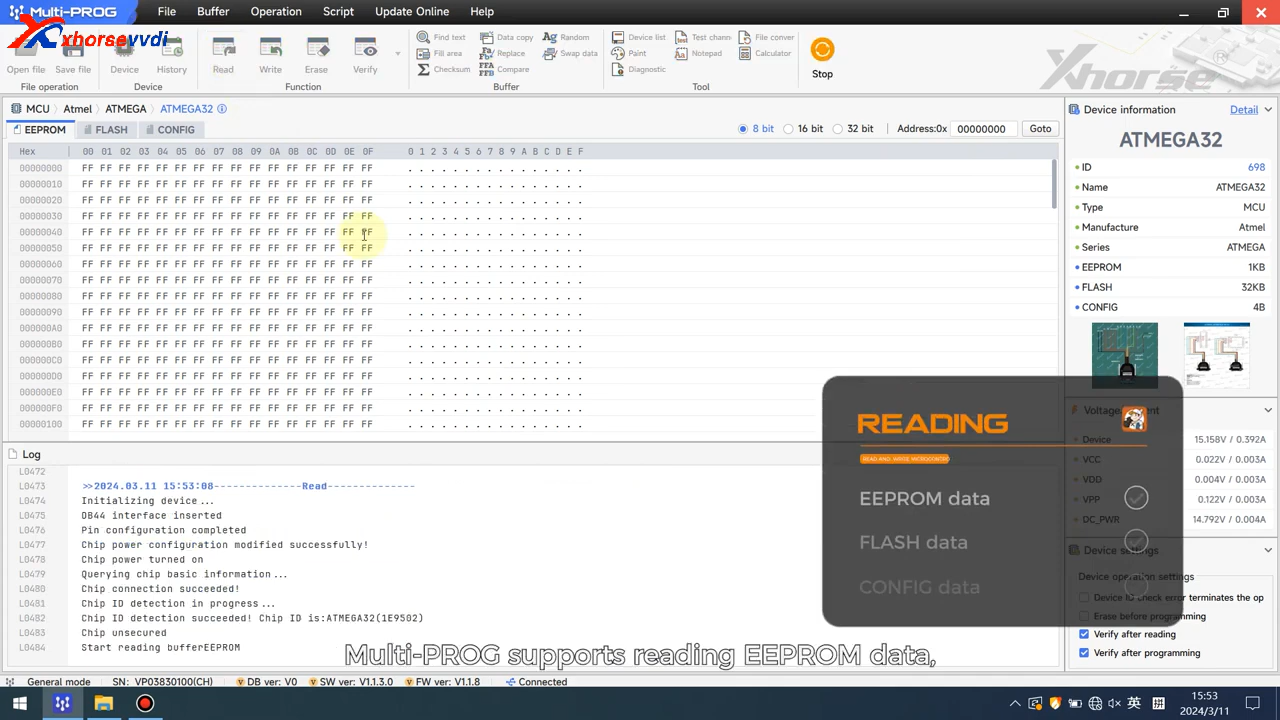 Multi-PROG
File Buffer Operation Script Update Online Help
xhorsevvdi
Open file Save file Device History Read Write Erase Verify
Find text Data copy Random
Fill area Replace Swap data
Checksum Compare
Device list Test chann File conver
Paint Notepad Calculator
Diagnostic
Stop
File operation Device Function Buffer Tool
Xhorse®
MCU Atmel ATMEGA ATMEGA32
EEPROM FLASH CONFIG
8 bit 16 bit 32 bit Address:0x 00000000 Goto
Hex 00 01 02 03 04 05 06 07 08 09 0A 0B 0C 0D 0E 0F 0 1 2 3 4 5 6 7 8 9 A B C D E F
00000000 FF FF FF FF FF FF FF FF FF FF FF FF FF FF FF FF . . . . . . . . . . . . . . . .
00000010 FF FF FF FF FF FF FF FF FF FF FF FF FF FF FF FF . . . . . . . . . . . . . . . .
00000020 FF FF FF FF FF FF FF FF FF FF FF FF FF FF FF FF . . . . . . . . . . . . . . . .
00000030 FF FF FF FF FF FF FF FF FF FF FF FF FF FF FF FF . . . . . . . . . . . . . . . .
00000040 FF FF FF FF FF FF FF FF FF FF FF FF FF FF FF FF . . . . . . . . . . . . . . . .
00000050 FF FF FF FF FF FF FF FF FF FF FF FF FF FF FF FF . . . . . . . . . . . . . . . .
00000060 FF FF FF FF FF FF FF FF FF FF FF FF FF FF FF FF . . . . . . . . . . . . . . . .
00000070 FF FF FF FF FF FF FF FF FF FF FF FF FF FF FF FF . . . . . . . . . . . . . . . .
00000080 FF FF FF FF FF FF FF FF FF FF FF FF FF FF FF FF . . . . . . . . . . . . . . . .
00000090 FF FF FF FF FF FF FF FF FF FF FF FF FF FF FF FF . . . . . . . . . . . . . . . .
000000A0 FF FF FF FF FF FF FF FF FF FF FF FF FF FF FF FF . . . . . . . . . . . . . . . .
000000B0 FF FF FF FF FF FF FF FF FF FF FF FF FF FF FF FF . . . . . . . . . . . . . . . .
000000C0 FF FF FF FF FF FF FF FF FF FF FF FF FF FF FF FF . . . . . . . . . . . . . . . .
000000D0 FF FF FF FF FF FF FF FF FF FF FF FF FF FF FF FF . . . . . . . . . . . . . . . .
000000E0 FF FF FF FF FF FF FF FF FF FF FF FF FF FF FF FF . . . . . . . . . . . . . . . .
000000F0 FF FF FF FF FF FF FF FF FF FF FF FF FF FF FF FF . . . . . . . . . . . . . . . .
00000100 FF FF FF FF FF FF FF FF FF FF FF FF FF FF FF FF . . . . . . . . . . . . . . . .
Log
L0472
L0473 >>2024.03.11 15:53:08--------------Read--------------
L0474 Initializing device...
L0475 DB44 interface inserted
L0476 Pin configuration completed
L0477 Chip power configuration modified successfully!
L0478 Chip power turned on
L0479 Querying chip basic information...
L0480 Chip connection succeeded!
L0481 Chip ID detection in progress...
L0482 Chip ID detection succeeded! Chip ID is:ATMEGA32(1E9502)
L0483 Chip unsecured
L0484 Start reading bufferEEPROM
Device information Detail
ATMEGA32
ID 698
Name ATMEGA32
Type MCU
Manufacture Atmel
Series ATMEGA
EEPROM 1KB
FLASH 32KB
CONFIG 4B
Device 15.158V / 0.392A
VCC 0.022V / 0.003A
VDD 0.004V / 0.003A
VPP 0.122V / 0.003A
DC_PWR 14.792V / 0.004A
Device settings
Device operation settings
Device ID check error terminates the op
Erase before programming
Verify after reading
Verify after programming
READING
EEPROM data
FLASH data
CONFIG data
Multi-PROG supports reading EEPROM data,
General mode SN: VP03830100(CH) DB ver: V0 SW ver: V1.1.3.0 FW ver: V1.1.8 Connected
英 拼 15:53
2024/3/11